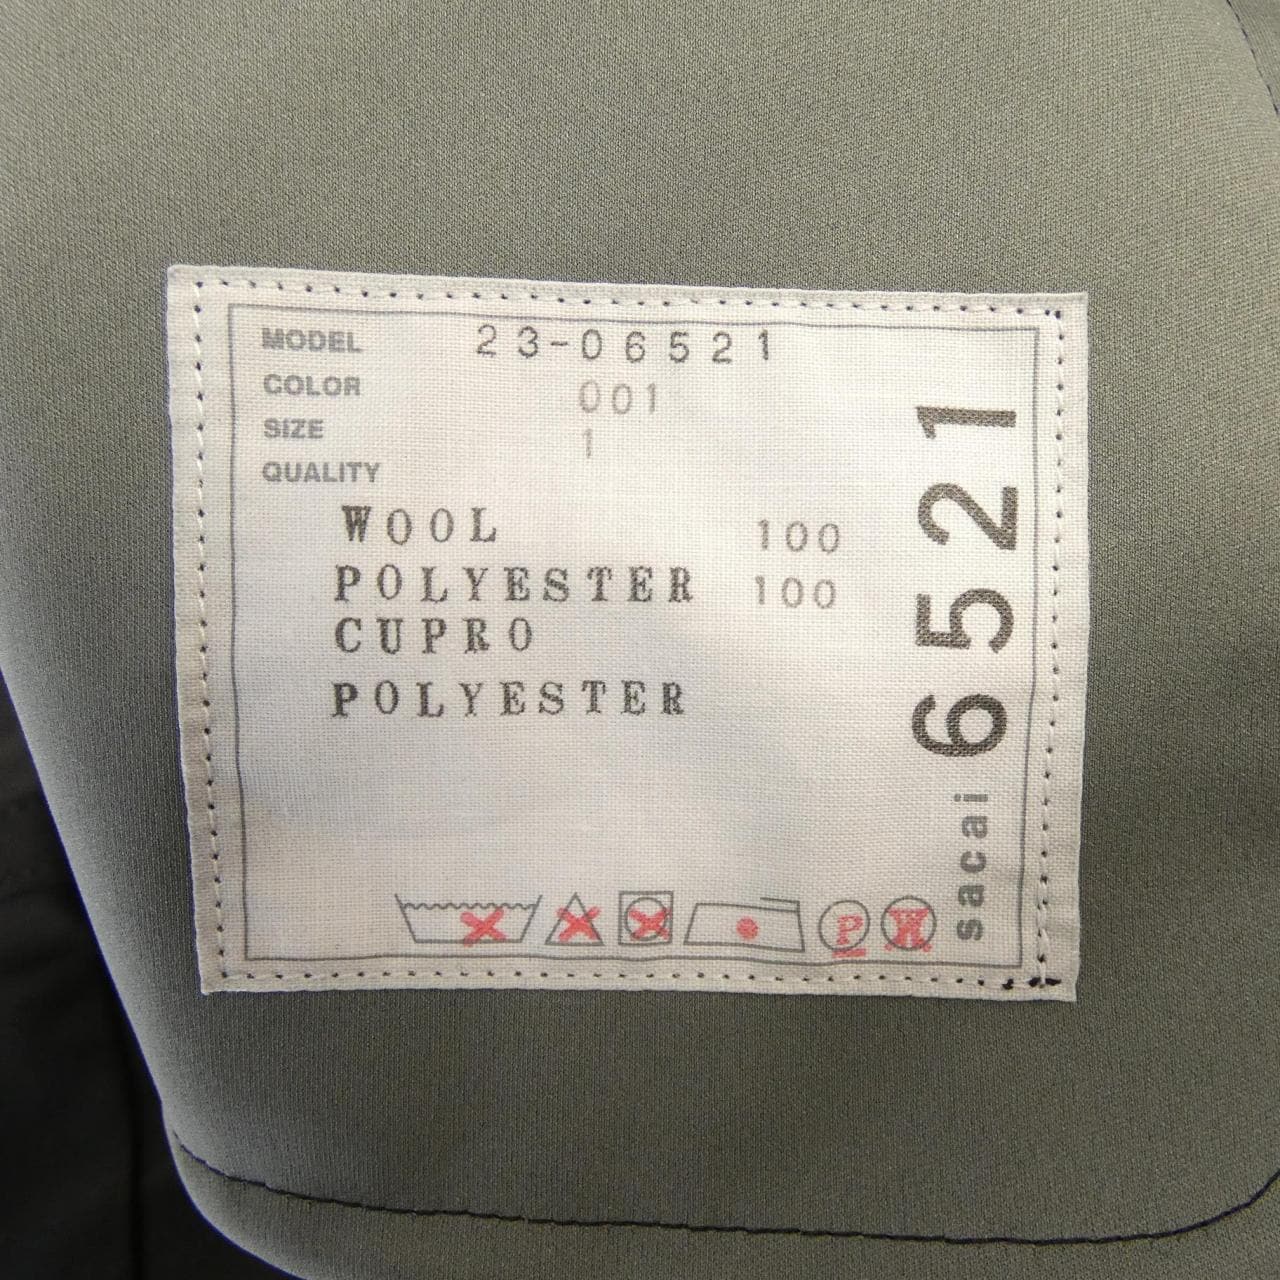 MODEL 23-06521
COLOR 001
SIZE 1
QUALITY
WOOL 100
POLYESTER 100
CUPRO
POLYESTER
P W
sacai 6521